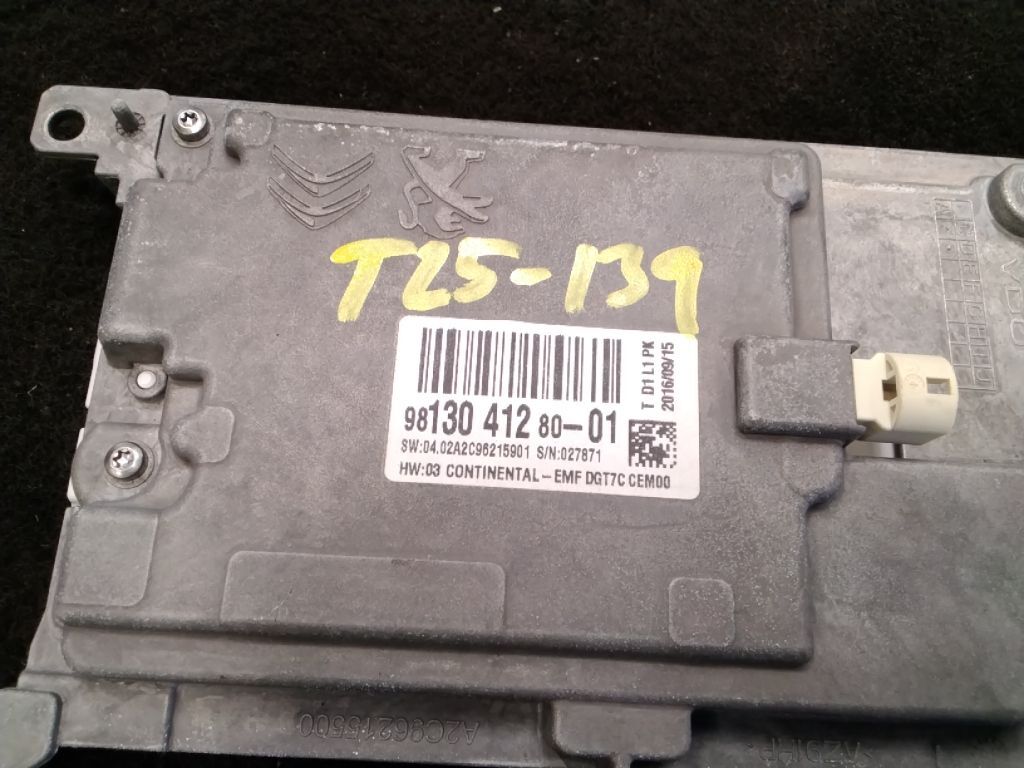 T25-139
T D1 L1 PK
2016/09/15
98130 412 80-01
SW:04.02A2C96215901 S/N:027871
HW:03 CONTINENTAL-EMF DGT7C CEM00
VDO
A2C96215500